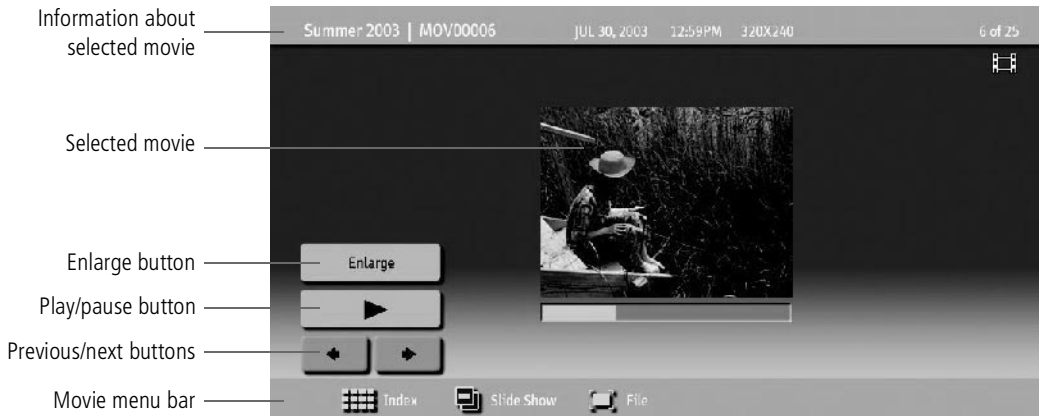 Information about
selected movie
Summer 2003 | MOV00006 JUL 30, 2003 12:59PM 320X240 6 of 25
Selected movie
Enlarge button
Enlarge
Play/pause button
Previous/next buttons
Movie menu bar
Index Slide Show File